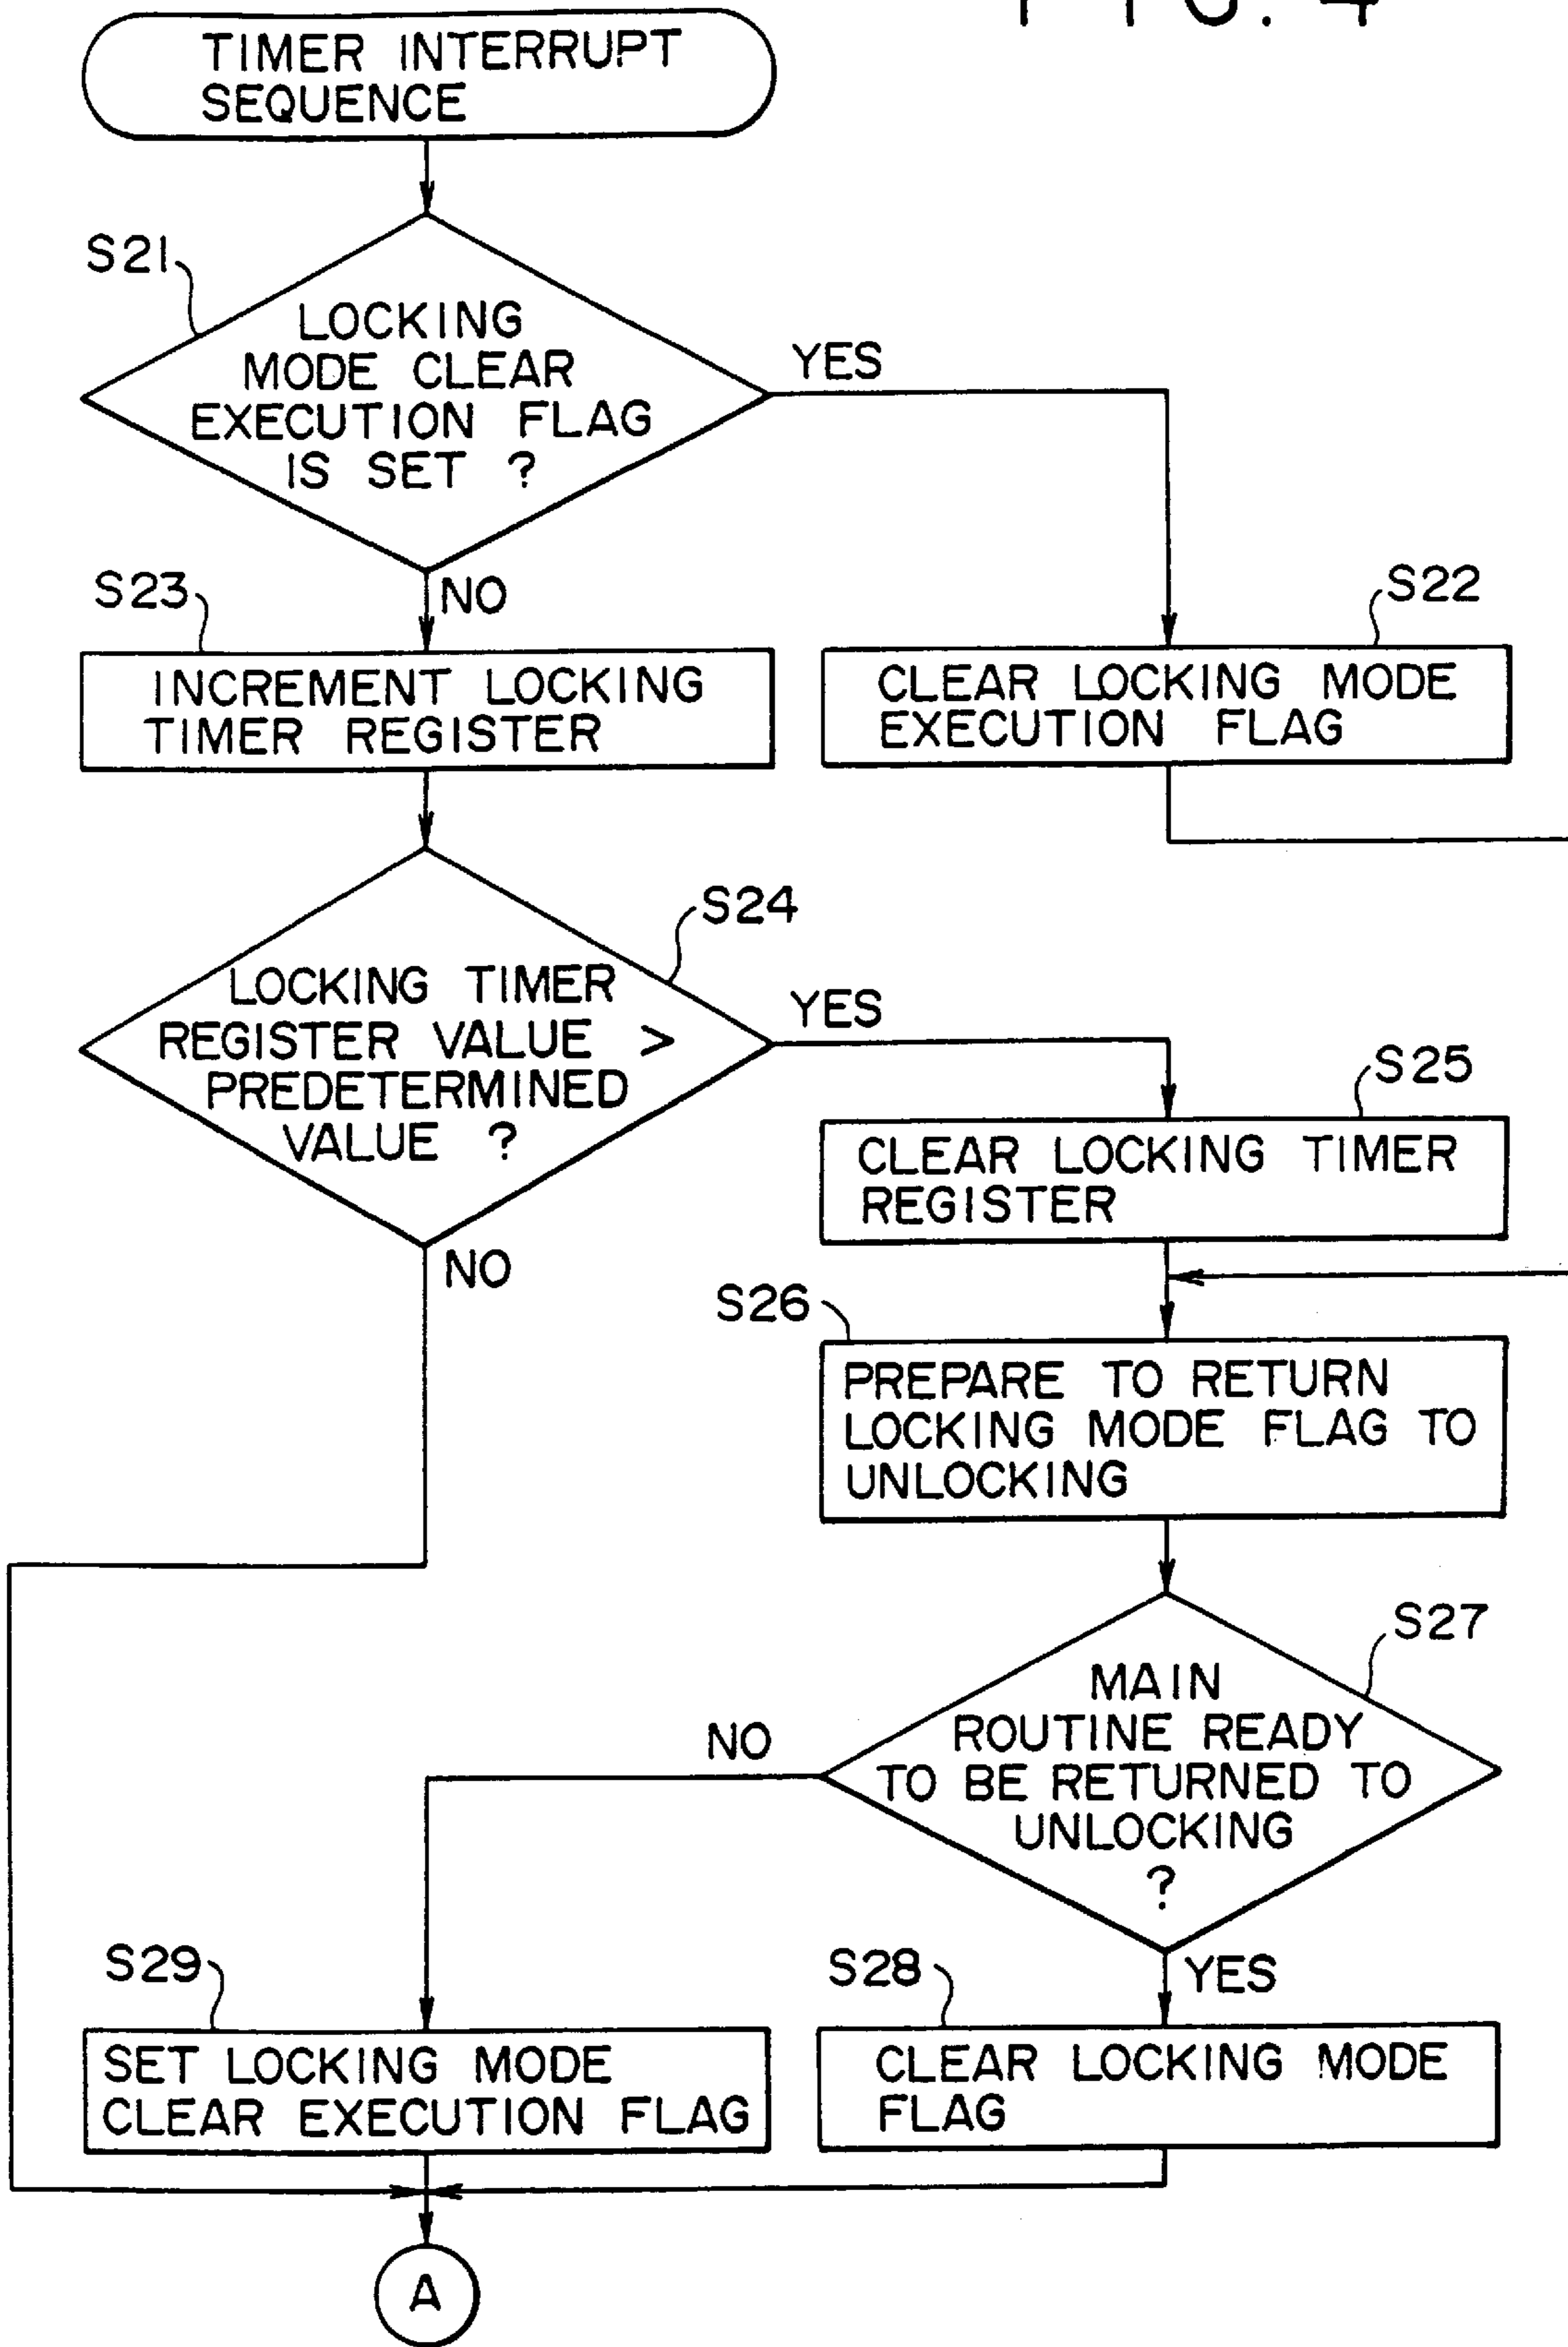 FIG. 4
TIMER INTERRUPT
SEQUENCE
S21
LOCKING
MODE CLEAR
EXECUTION FLAG
IS SET ?
YES
NO
S23
INCREMENT LOCKING
TIMER REGISTER
S22
CLEAR LOCKING MODE
EXECUTION FLAG
S24
LOCKING TIMER
REGISTER VALUE >
PREDETERMINED
VALUE ?
YES
NO
S25
CLEAR LOCKING TIMER
REGISTER
S26
PREPARE TO RETURN
LOCKING MODE FLAG TO
UNLOCKING
S27
MAIN
ROUTINE READY
TO BE RETURNED TO
UNLOCKING
?
NO
YES
S29
SET LOCKING MODE
CLEAR EXECUTION FLAG
S28
CLEAR LOCKING MODE
FLAG
A